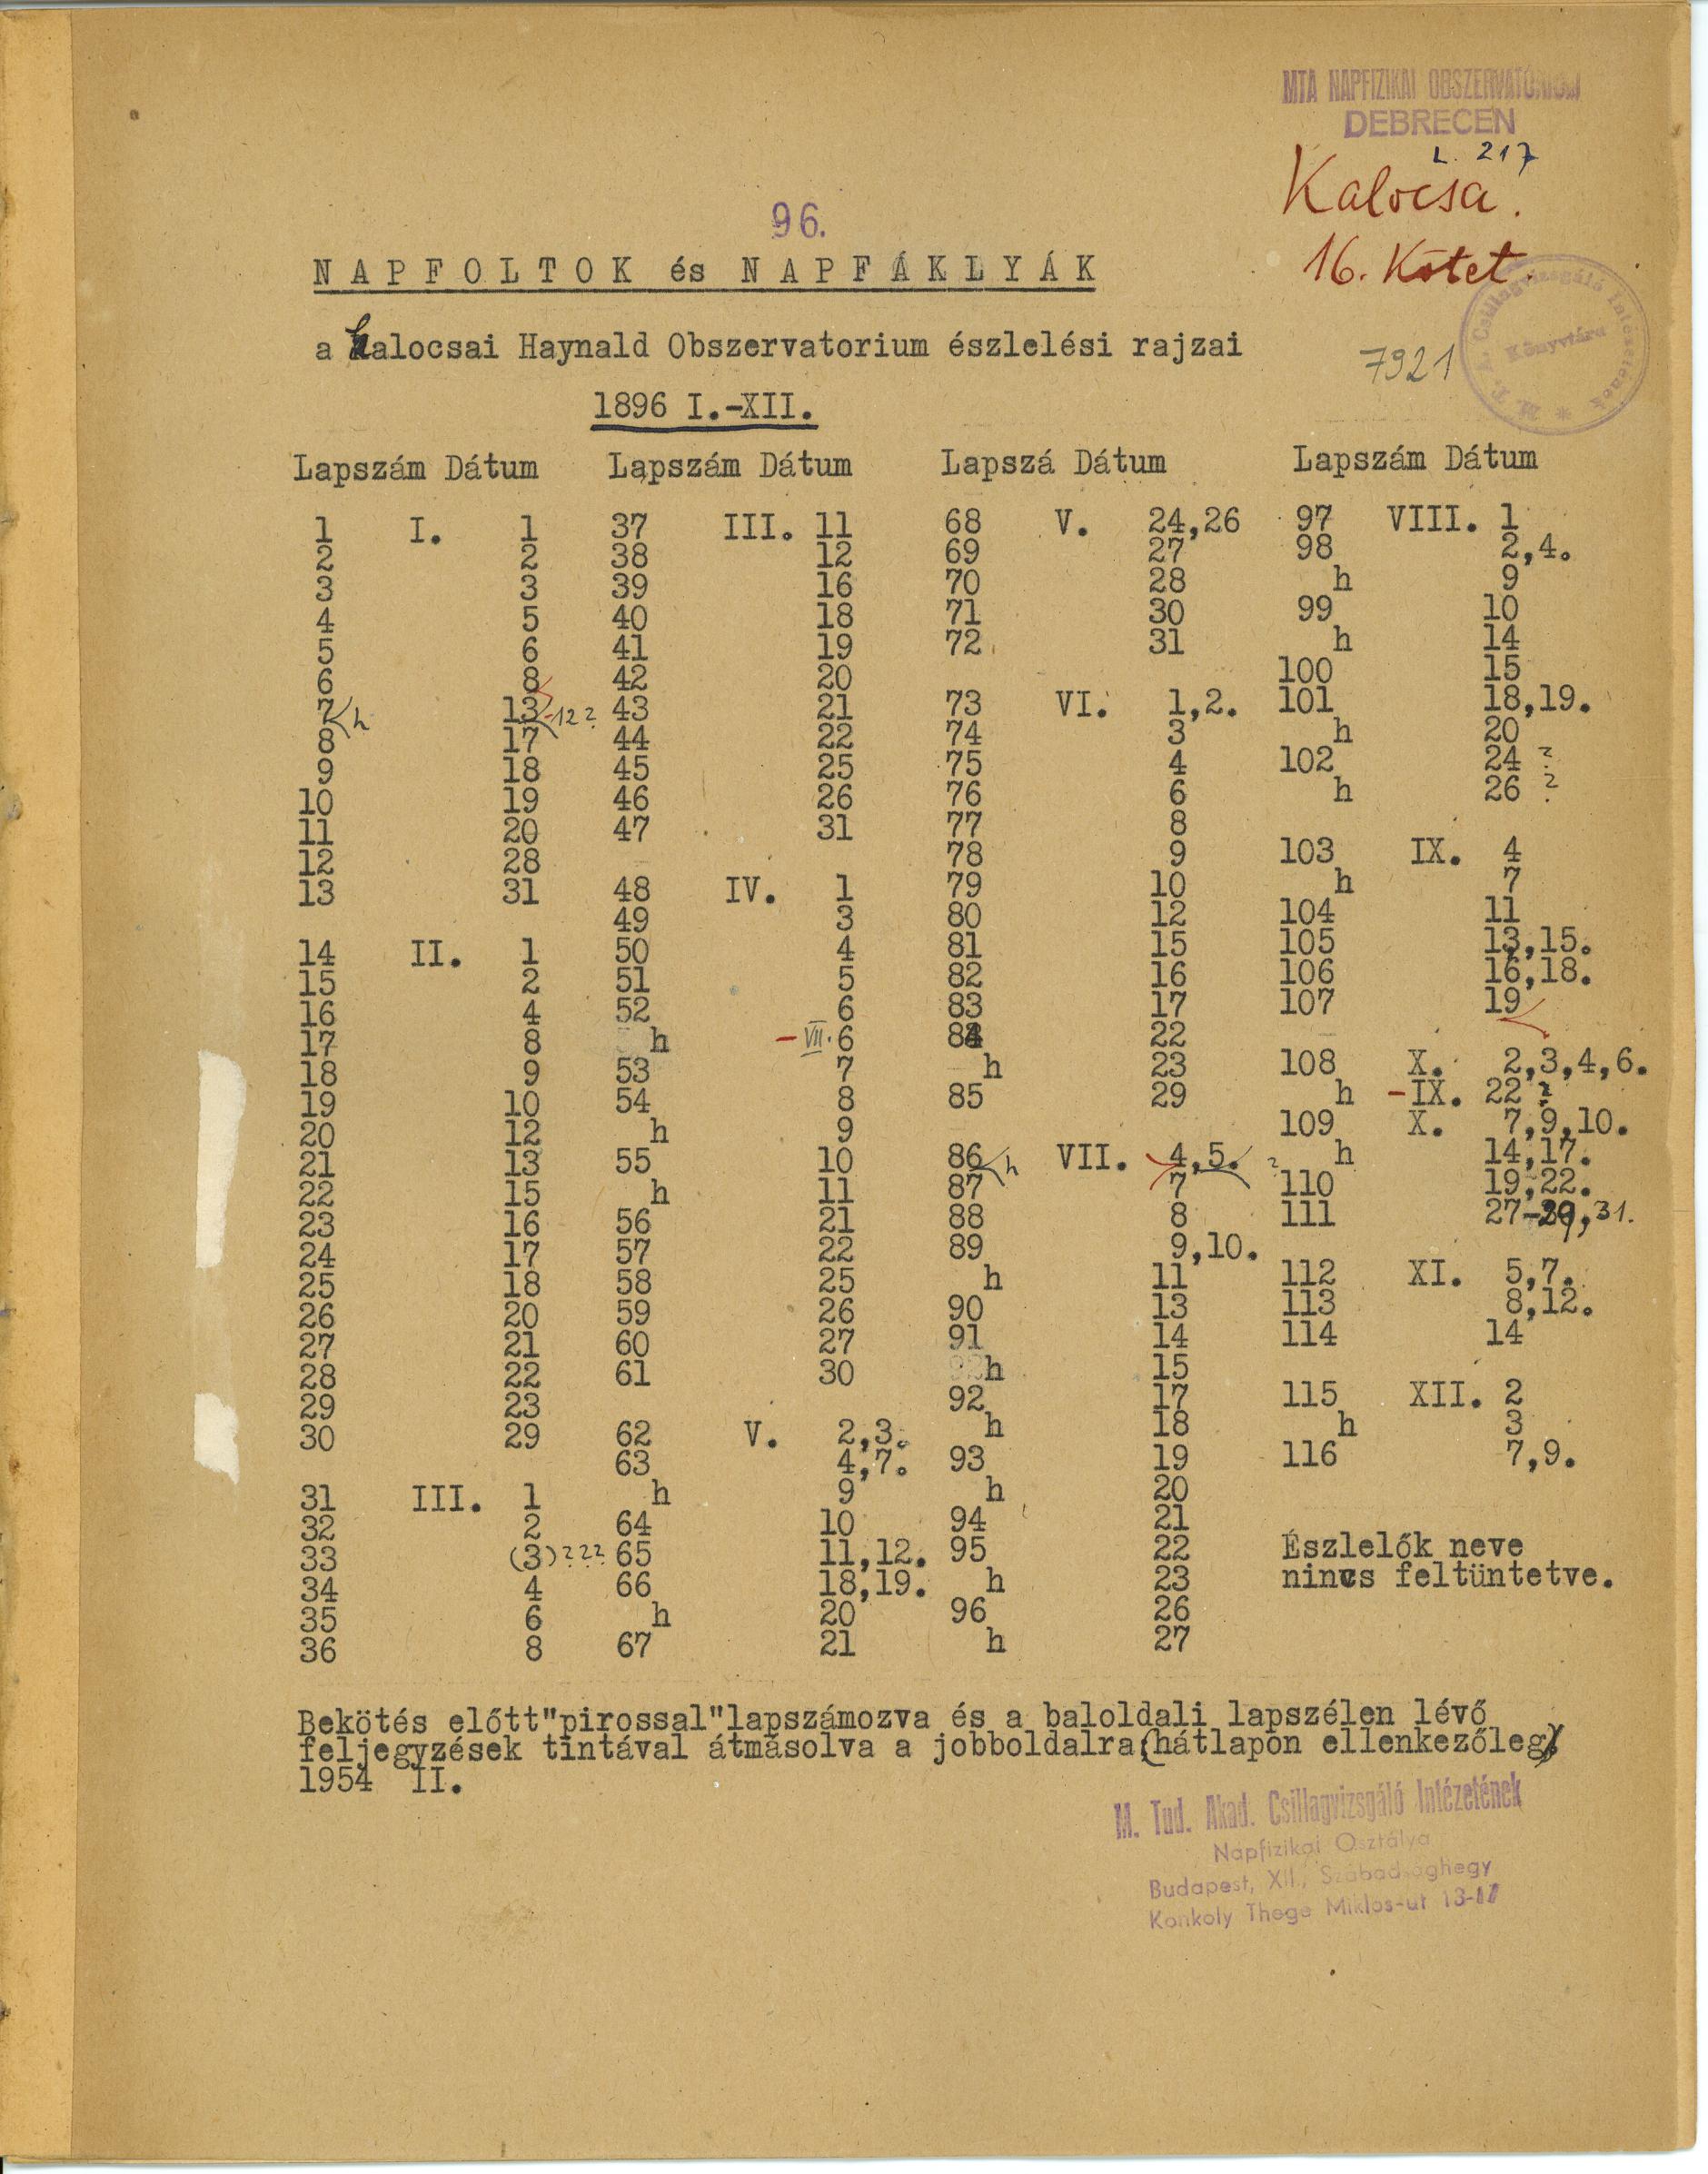 MTA NAPFIZIKAI OBSZERVATÓRIUM
DEBRECEN
L. 217
Kalocsa.
16. Kötet.
96.
NAPFOLTOK és NAPFÁKLYÁK
a kalocsai Haynald Obszervatorium észlelési rajzai
7921
M. T. A. Csillagvizsgáló Intézetének
Könyvtára
1896 I.-XII.
Lapszám Dátum Lapszám Dátum Lapszá Dátum Lapszám Dátum
1 I. 1 37 III. 11 68 V. 24,26 97 VIII. 1
2 2 38 12 69 27 98 2,4.
3 3 39 16 70 28 h 9
4 5 40 18 71 30 99 10
5 6 41 19 72 31 h 14
6 8 42 20 100 15
7 h 13 -12? 43 21 73 VI. 1,2. 101 18,19.
8 17 44 22 74 3 h 20
9 18 45 25 75 4 102 24 ?
10 19 46 26 76 6 h 26 ?
11 20 47 31 77 8
12 28 78 9 103 IX. 4
13 31 48 IV. 1 79 10 h 7
49 3 80 12 104 11
14 II. 1 50 4 81 15 105 13,15.
15 2 51 5 82 16 106 16,18.
16 4 52 6 83 17 107 19
17 8 h - VII. 6 84 22
18 9 53 7 h 23 108 X. 2,3,4,6.
19 10 54 8 85 29 h -IX. 22 ?
20 12 h 9 109 X. 7,9,10.
21 13 55 10 86 h VII. 4,5. ? h 14,17.
22 15 h 11 87 7 110 19,22.
23 16 56 21 88 8 111 27-29,31.
24 17 57 22 89 9,10.
25 18 58 25 h 11 112 XI. 5,7.
26 20 59 26 90 13 113 8,12.
27 21 60 27 91 14 114 14
28 22 61 30 h 15
29 23 92 17 115 XII. 2
30 29 62 V. 2,3. h 18 h 3
63 4,7. 93 19 116 7,9.
31 III. 1 h 9 h 20
32 2 64 10 94 21
33 (3)??? 65 11,12. 95 22 Észlelők neve
34 4 66 18,19. h 23 nincs feltüntetve.
35 6 h 20 96 26
36 8 67 21 h 27
Bekötés előtt"pirossal"lapszámozva és a baloldali lapszélen lévő
feljegyzések tintával átmásolva a jobboldalra(hátlapon ellenkezőleg)
1954 II.
M. Tud. Akad. Csillagvizsgáló Intézetének
Napfizikai Osztálya
Budapest, XII., Szabadsághegy
Konkoly Thege Miklos-ut 13-17